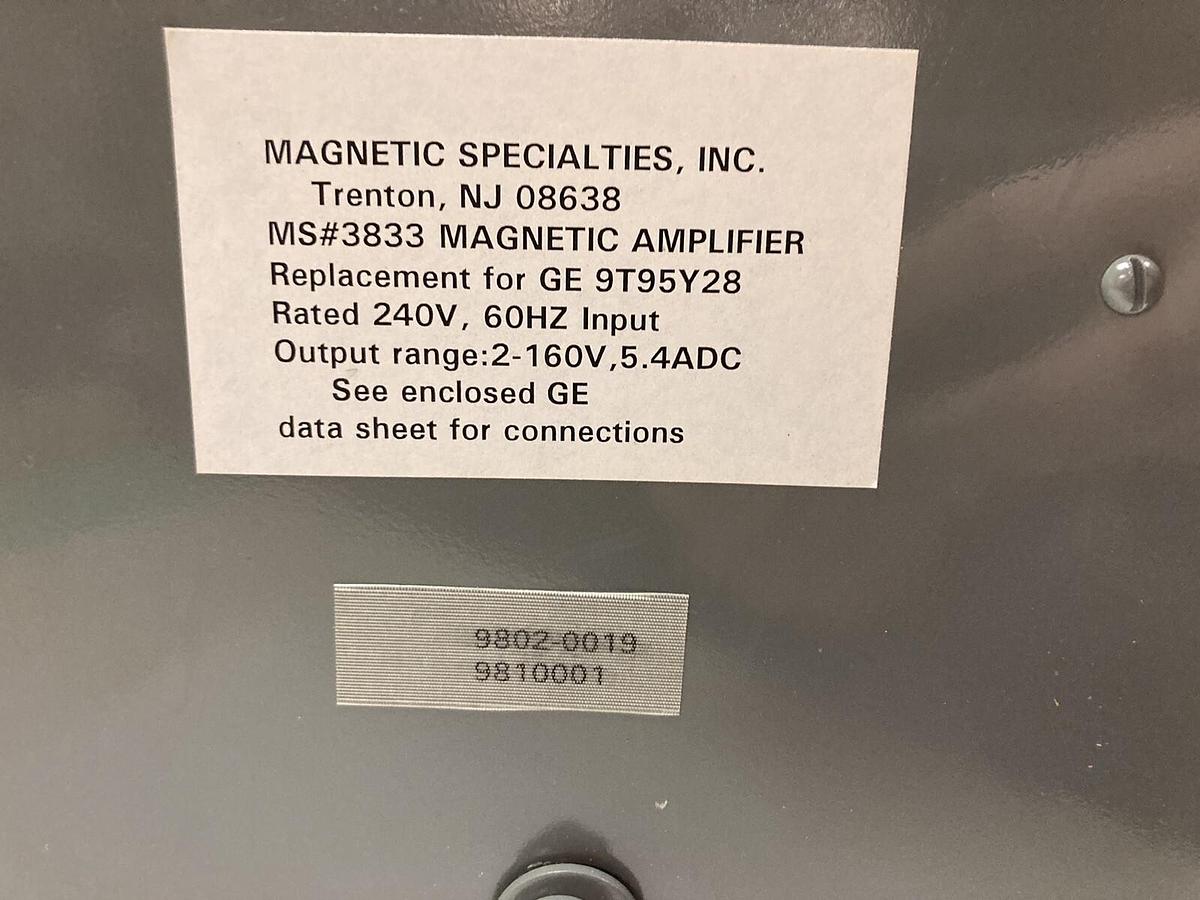 MAGNETIC SPECIALTIES, INC.
Trenton, NJ 08638
MS#3833 MAGNETIC AMPLIFIER
Replacement for GE 9T95Y28
Rated 240V, 60HZ Input
Output range:2-160V,5.4ADC
See enclosed GE
data sheet for connections
9802-0019
9810001